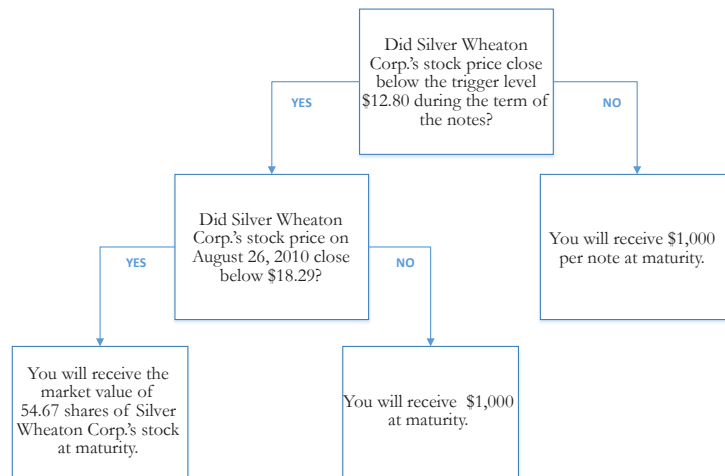 Did Silver Wheaton
Corp.'s stock price close
below the trigger level
$12.80 during the term of
the notes?
YES
NO
Did Silver Wheaton
Corp.'s stock price on
August 26, 2010 close
below $18.29?
You will receive $1,000
per note at maturity.
YES
NO
You will receive the
market value of
54.67 shares of Silver
Wheaton Corp.'s stock
at maturity.
You will receive $1,000
at maturity.